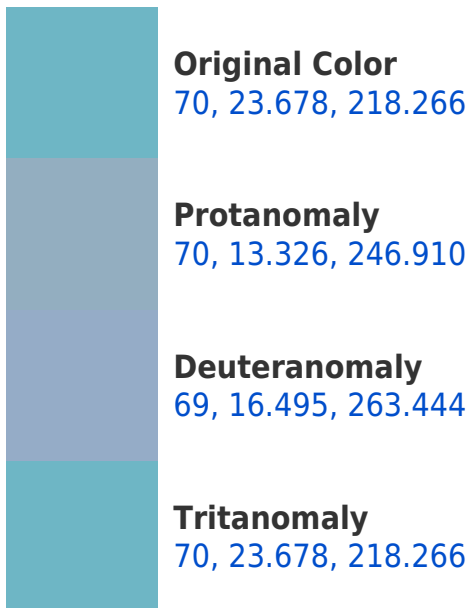 Original Color
70, 23.678, 218.266
Protanomaly
70, 13.326, 246.910
Deuteranomaly
69, 16.495, 263.444
Tritanomaly
70, 23.678, 218.266